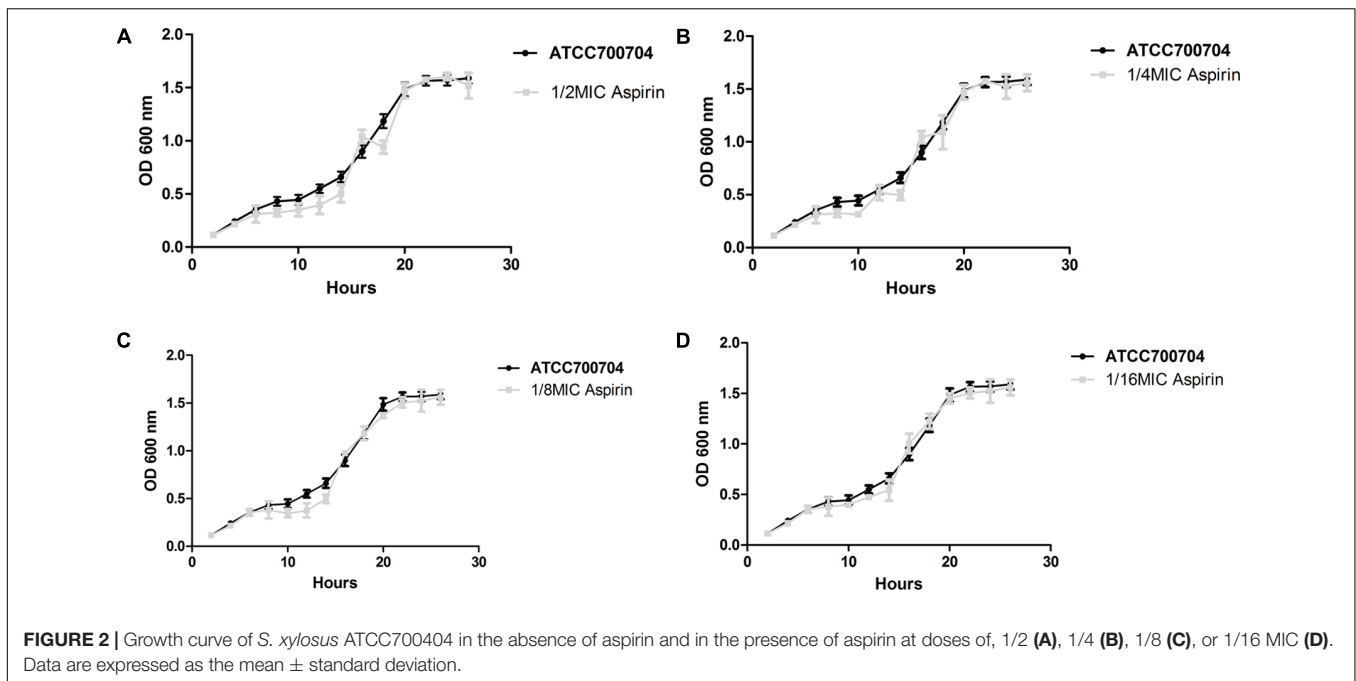 A
ATCC700704
1/2MIC Aspirin
OD 600 nm
2.0
1.5
1.0
0.5
0.0
0
10
20
30
Hours
B
ATCC700704
1/4MIC Aspirin
OD 600 nm
2.0
1.5
1.0
0.5
0.0
0
10
20
30
Hours
C
ATCC700704
1/8MIC Aspirin
OD 600 nm
2.0
1.5
1.0
0.5
0.0
0
10
20
30
Hours
D
ATCC700704
1/16MIC Aspirin
OD 600 nm
2.0
1.5
1.0
0.5
0.0
0
10
20
30
Hours
FIGURE 2 | Growth curve of S. xylosus ATCC700404 in the absence of aspirin and in the presence of aspirin at doses of, 1/2 (A), 1/4 (B), 1/8 (C), or 1/16 MIC (D).
Data are expressed as the mean ± standard deviation.